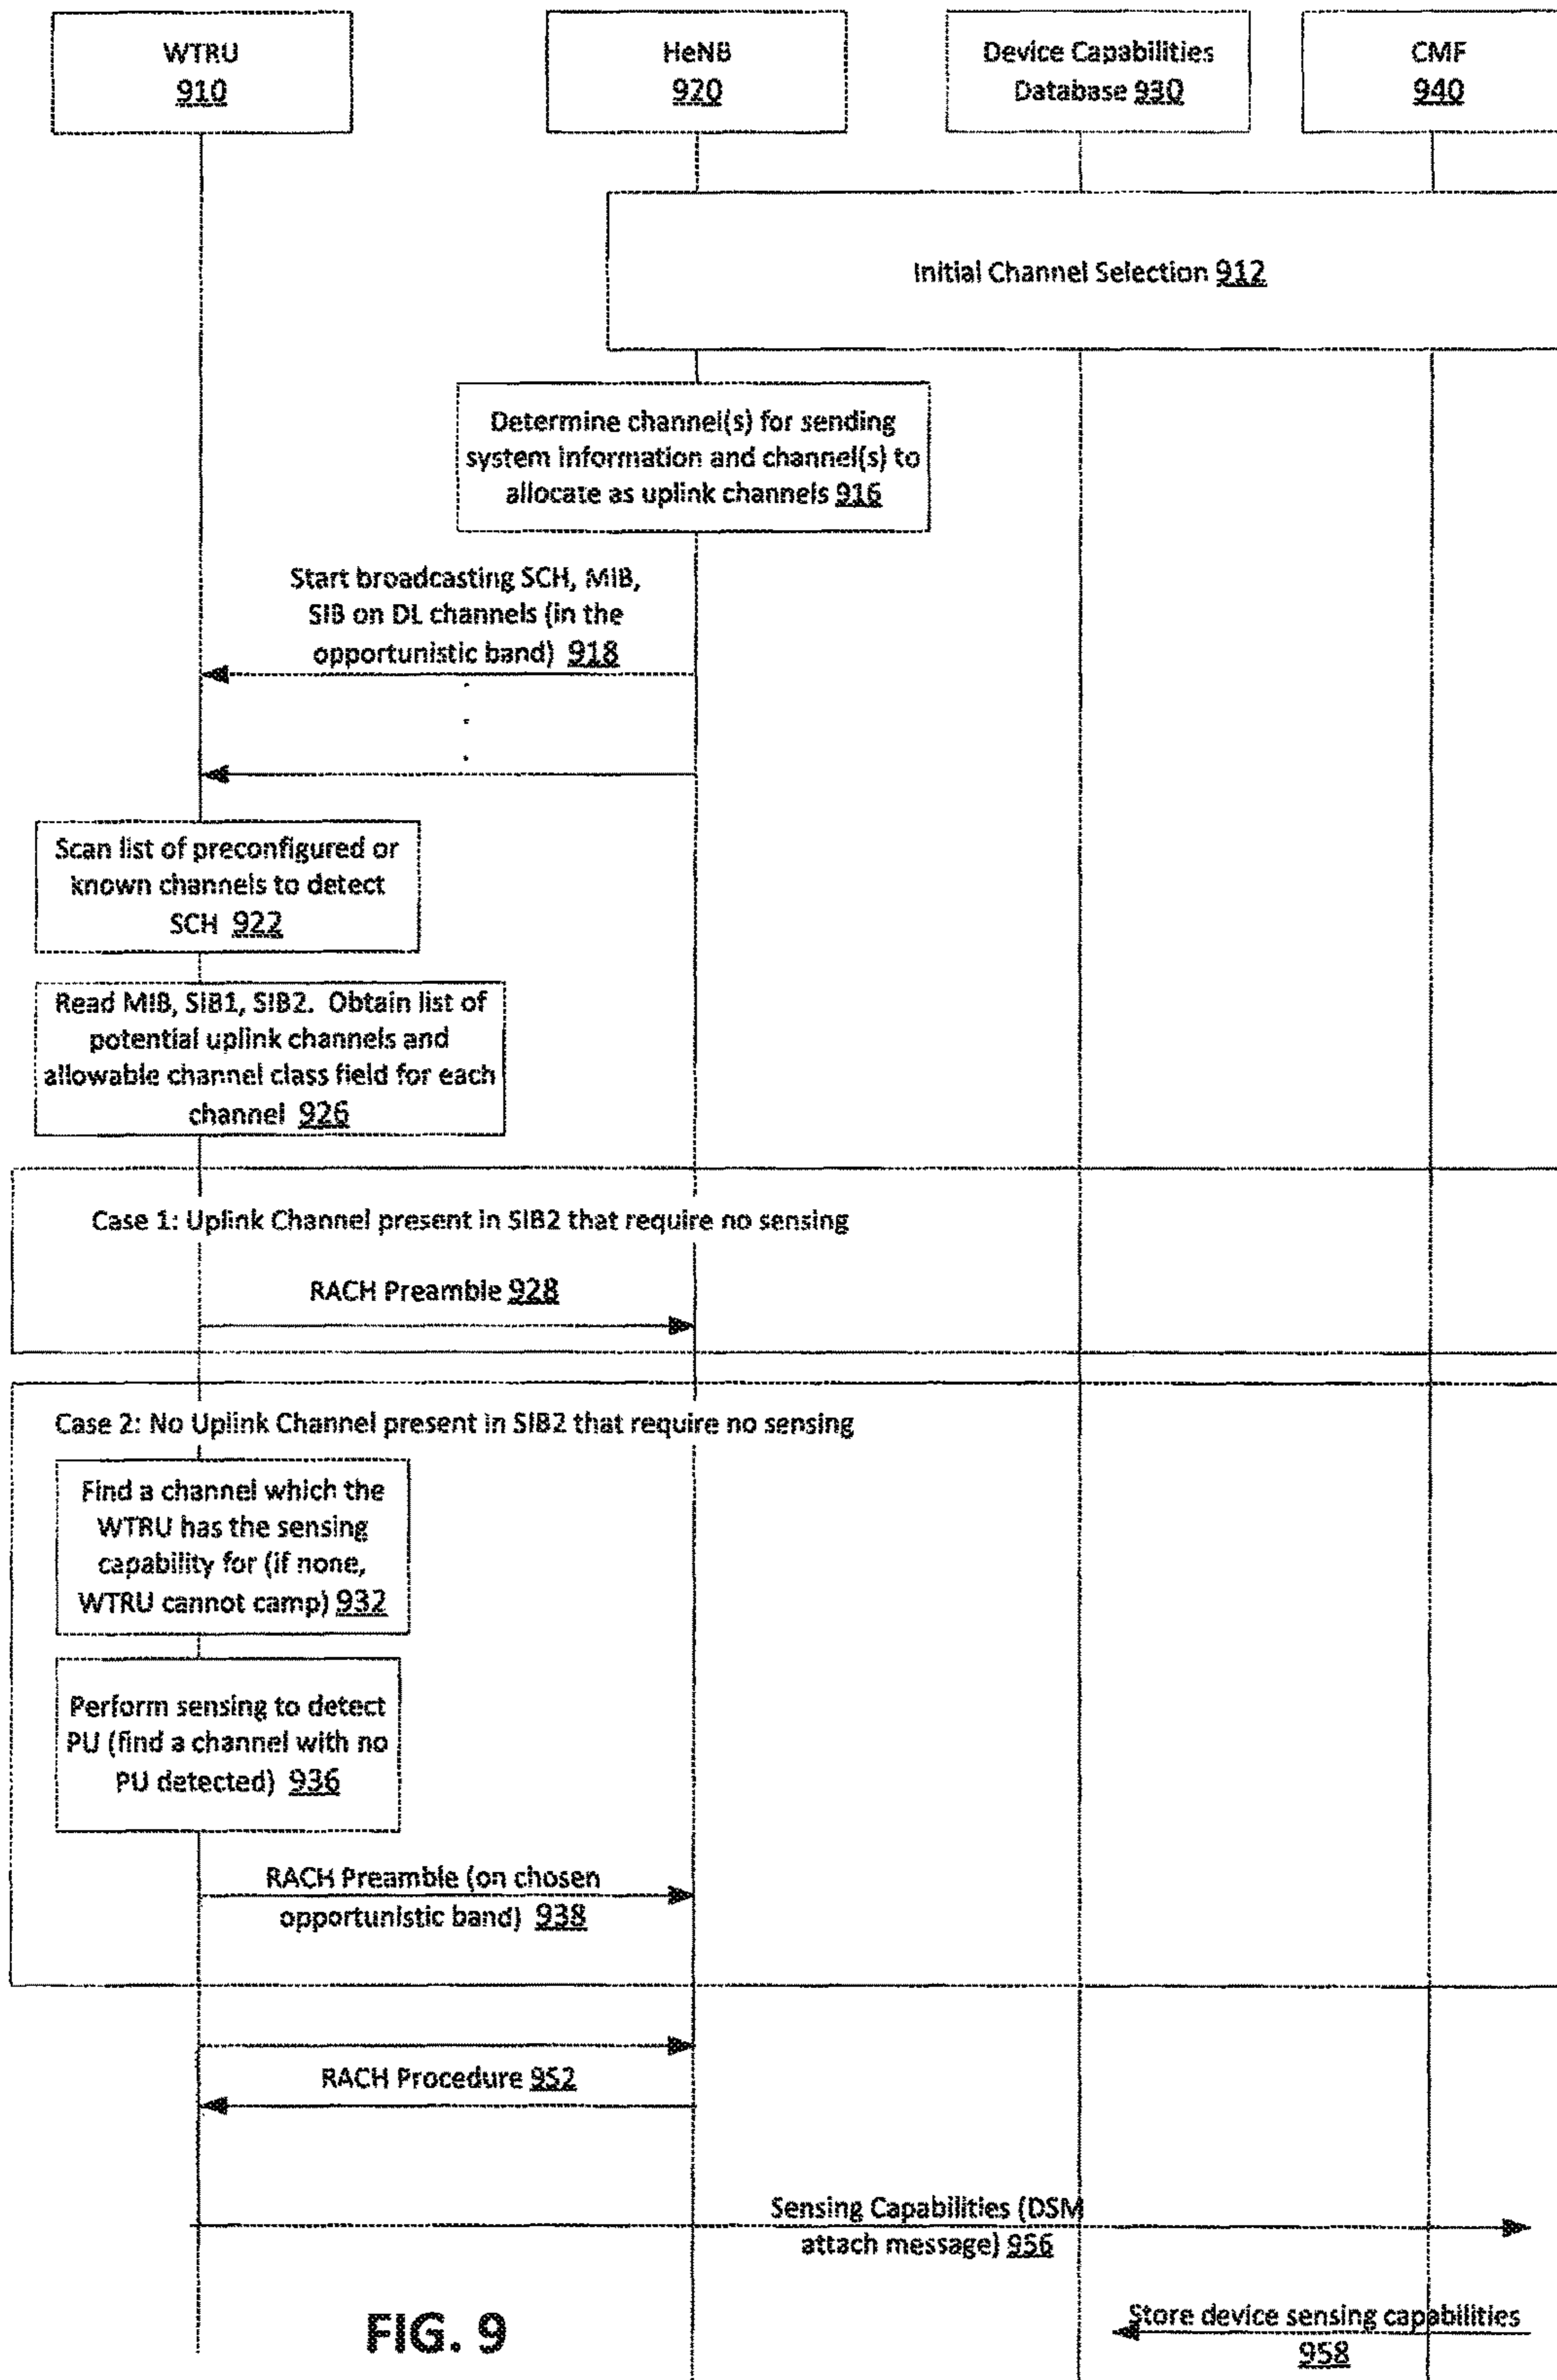 WTRU
910
HeNB
920
Device Capabilities
Database 930
CMF
940
Initial Channel Selection 912
Determine channel(s) for sending
system information and channel(s) to
allocate as uplink channels 916
Start broadcasting SCH, MIB,
SIB on DL channels (in the
opportunistic band) 918
Scan list of preconfigured or
known channels to detect
SCH 922
Read MIB, SIB1, SIB2. Obtain list of
potential uplink channels and
allowable channel class field for each
channel 926
Case 1: Uplink Channel present in SIB2 that require no sensing
RACH Preamble 928
Case 2: No Uplink Channel present in SIB2 that require no sensing
Find a channel which the
WTRU has the sensing
capability for (if none,
WTRU cannot camp) 932
Perform sensing to detect
PU (find a channel with no
PU detected) 936
RACH Preamble (on chosen
opportunistic band) 938
RACH Procedure 952
Sensing Capabilities (DSM
attach message) 956
Store device sensing capabilities
958
FIG. 9